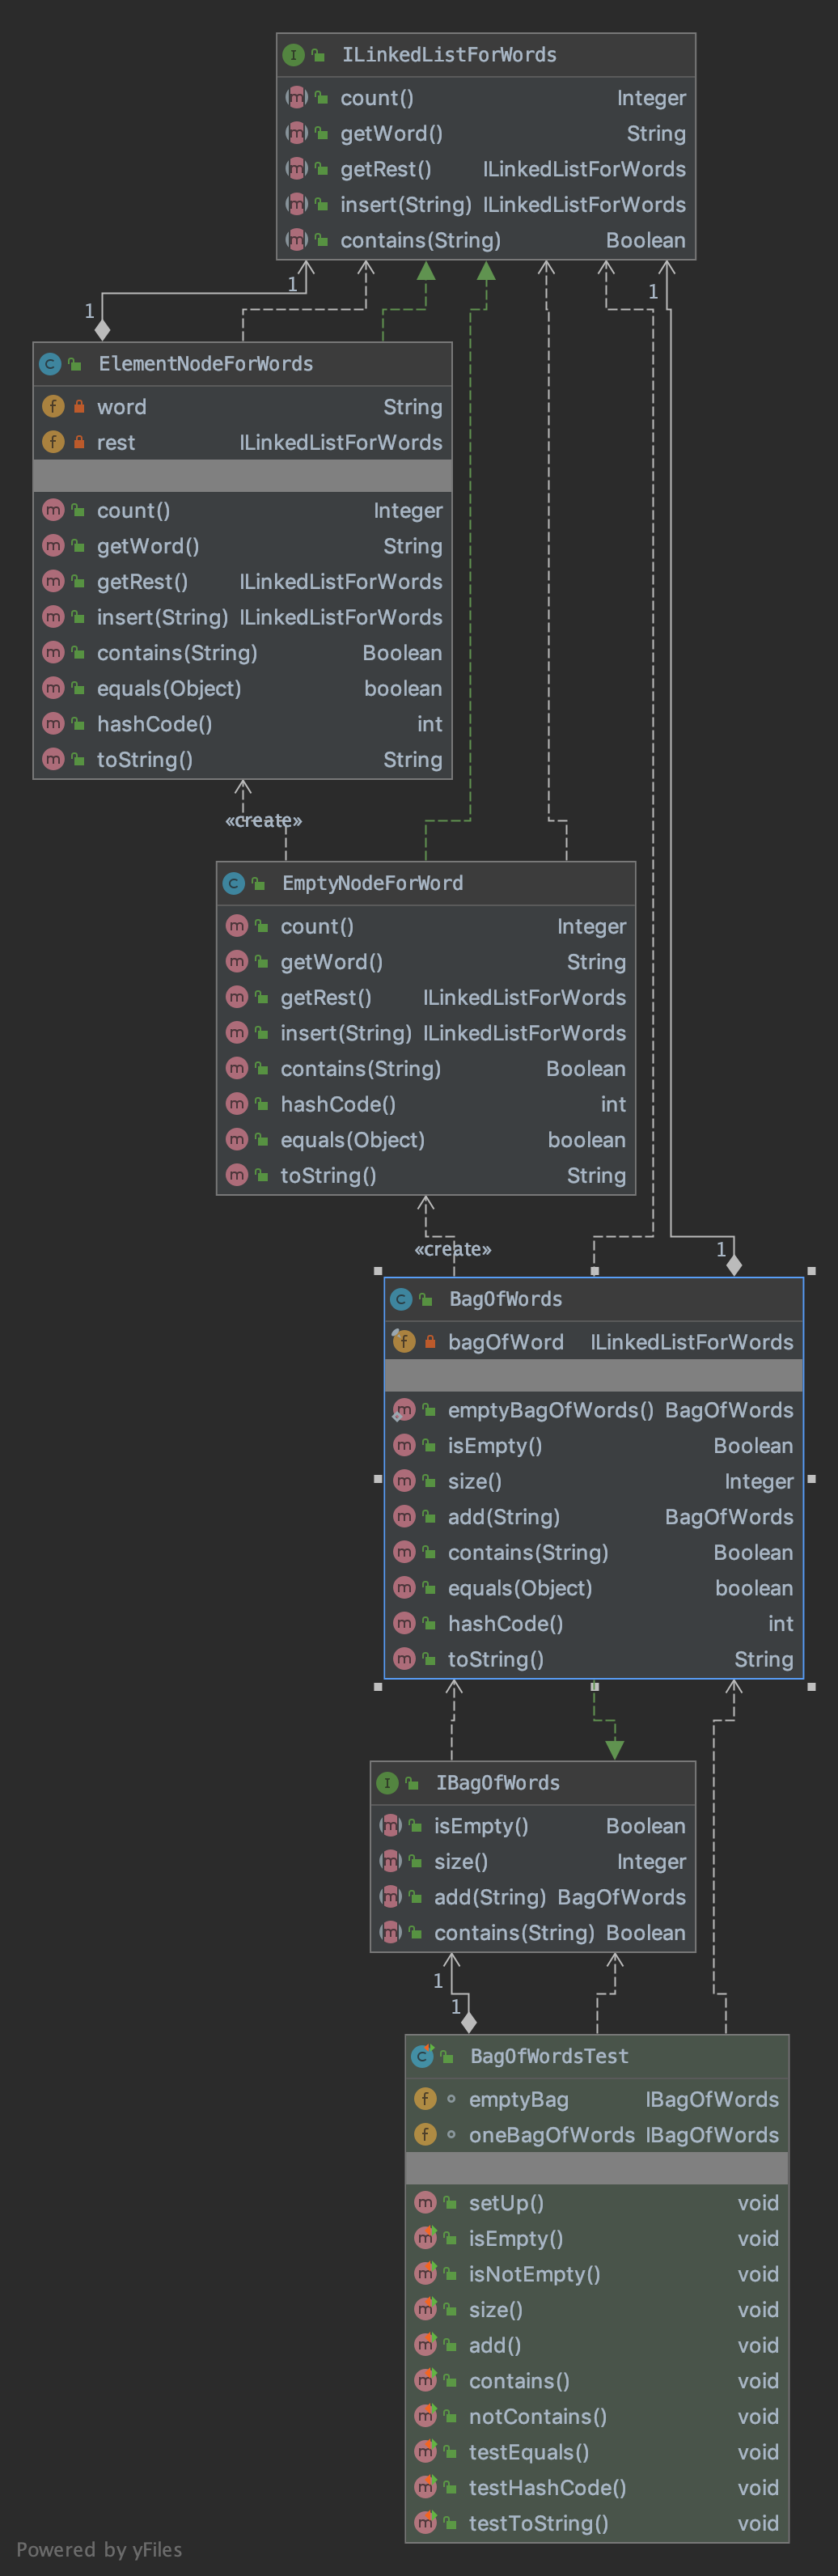 ILinkedListForWords
count() Integer
getWord() String
getRest() ILinkedListForWords
insert(String) ILinkedListForWords
contains(String) Boolean
1
1
1
ElementNodeForWords
word String
rest ILinkedListForWords
count() Integer
getWord() String
getRest() ILinkedListForWords
insert(String) ILinkedListForWords
contains(String) Boolean
equals(Object) boolean
hashCode() int
toString() String
«create»
EmptyNodeForWord
count() Integer
getWord() String
getRest() ILinkedListForWords
insert(String) ILinkedListForWords
contains(String) Boolean
hashCode() int
equals(Object) boolean
toString() String
«create»
1
BagOfWords
bagOfWord ILinkedListForWords
emptyBagOfWords() BagOfWords
isEmpty() Boolean
size() Integer
add(String) BagOfWords
contains(String) Boolean
equals(Object) boolean
hashCode() int
toString() String
IBagOfWords
isEmpty() Boolean
size() Integer
add(String) BagOfWords
contains(String) Boolean
1
1
BagOfWordsTest
emptyBag IBagOfWords
oneBagOfWords IBagOfWords
setUp() void
isEmpty() void
isNotEmpty() void
size() void
add() void
contains() void
notContains() void
testEquals() void
testHashCode() void
testToString() void
Powered by yFiles